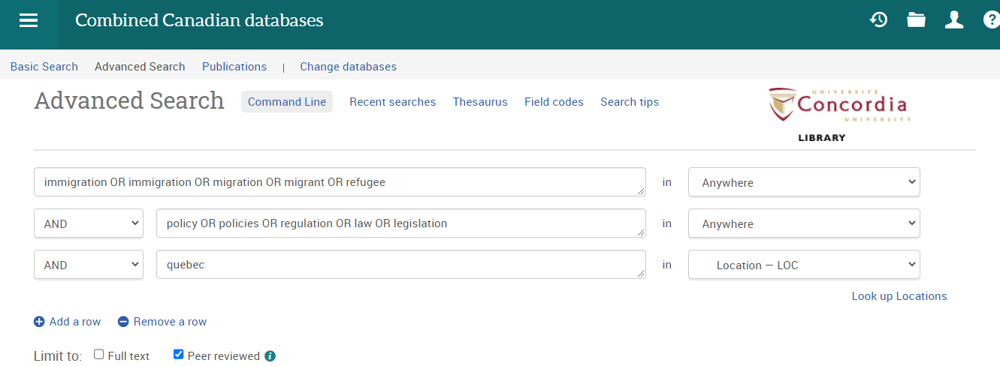 Combined Canadian databases
?
Basic Search Advanced Search Publications | Change databases
Advanced Search Command Line Recent searches Thesaurus Field codes Search tips
UNIVERSITÉ
Concordia
UNIVERSITY
LIBRARY
immigration OR immigration OR migration OR migrant OR refugee in Anywhere
AND policy OR policies OR regulation OR law OR legislation in Anywhere
AND quebec in Location — LOC
Look up Locations
Add a row Remove a row
Limit to: Full text Peer reviewed i